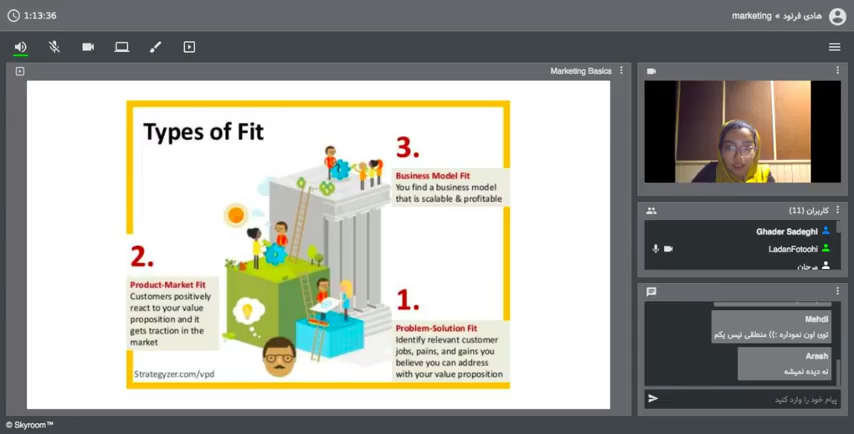 1:13:36
هادی فرنود » marketing
Marketing Basics
Types of Fit
3.
Business Model Fit
You find a business model
that is scalable & profitable
2.
Product-Market Fit
Customers positively
react to your value
proposition and it
gets traction in the
market
1.
Problem-Solution Fit
Identify relevant customer
jobs, pains, and gains you
believe you can address
with your value proposition
Strategyzer.com/vpd
کاربران (11)
Ghader Sadeghi
LadanFotoohi
مرجان
Mehdi
توی اون نموداره :)) منطقی نیس یکم
Arash
نه دیده نمیشه
پیام خود را وارد کنید
© Skyroom™